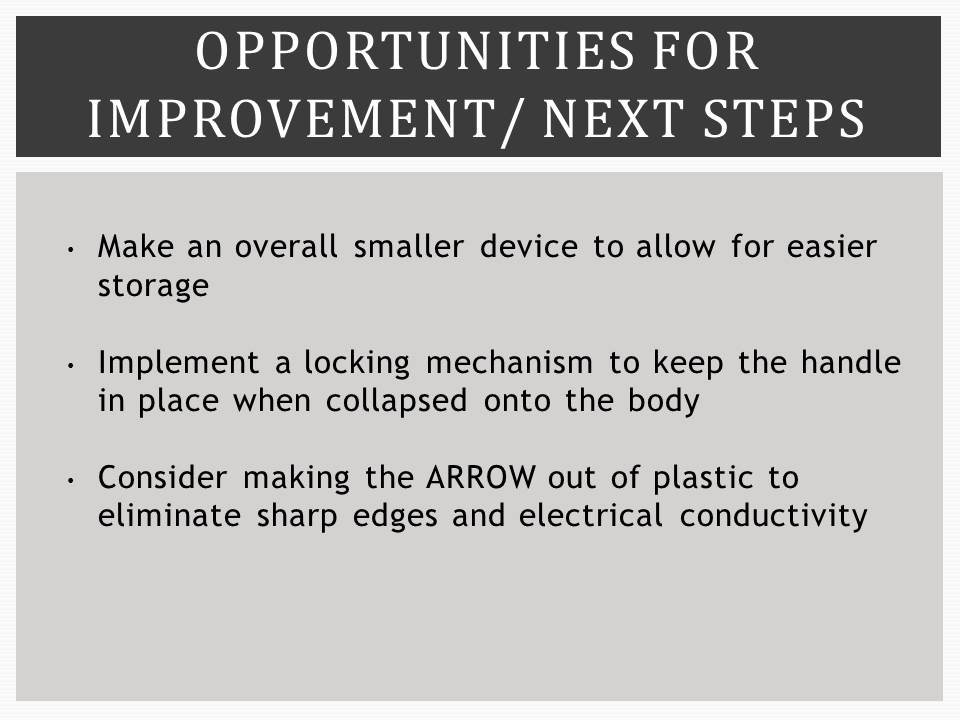 OPPORTUNITIES FOR
IMPROVEMENT/ NEXT STEPS
• Make an overall smaller device to allow for easier
storage
• Implement a locking mechanism to keep the handle
in place when collapsed onto the body
• Consider making the ARROW out of plastic to
eliminate sharp edges and electrical conductivity